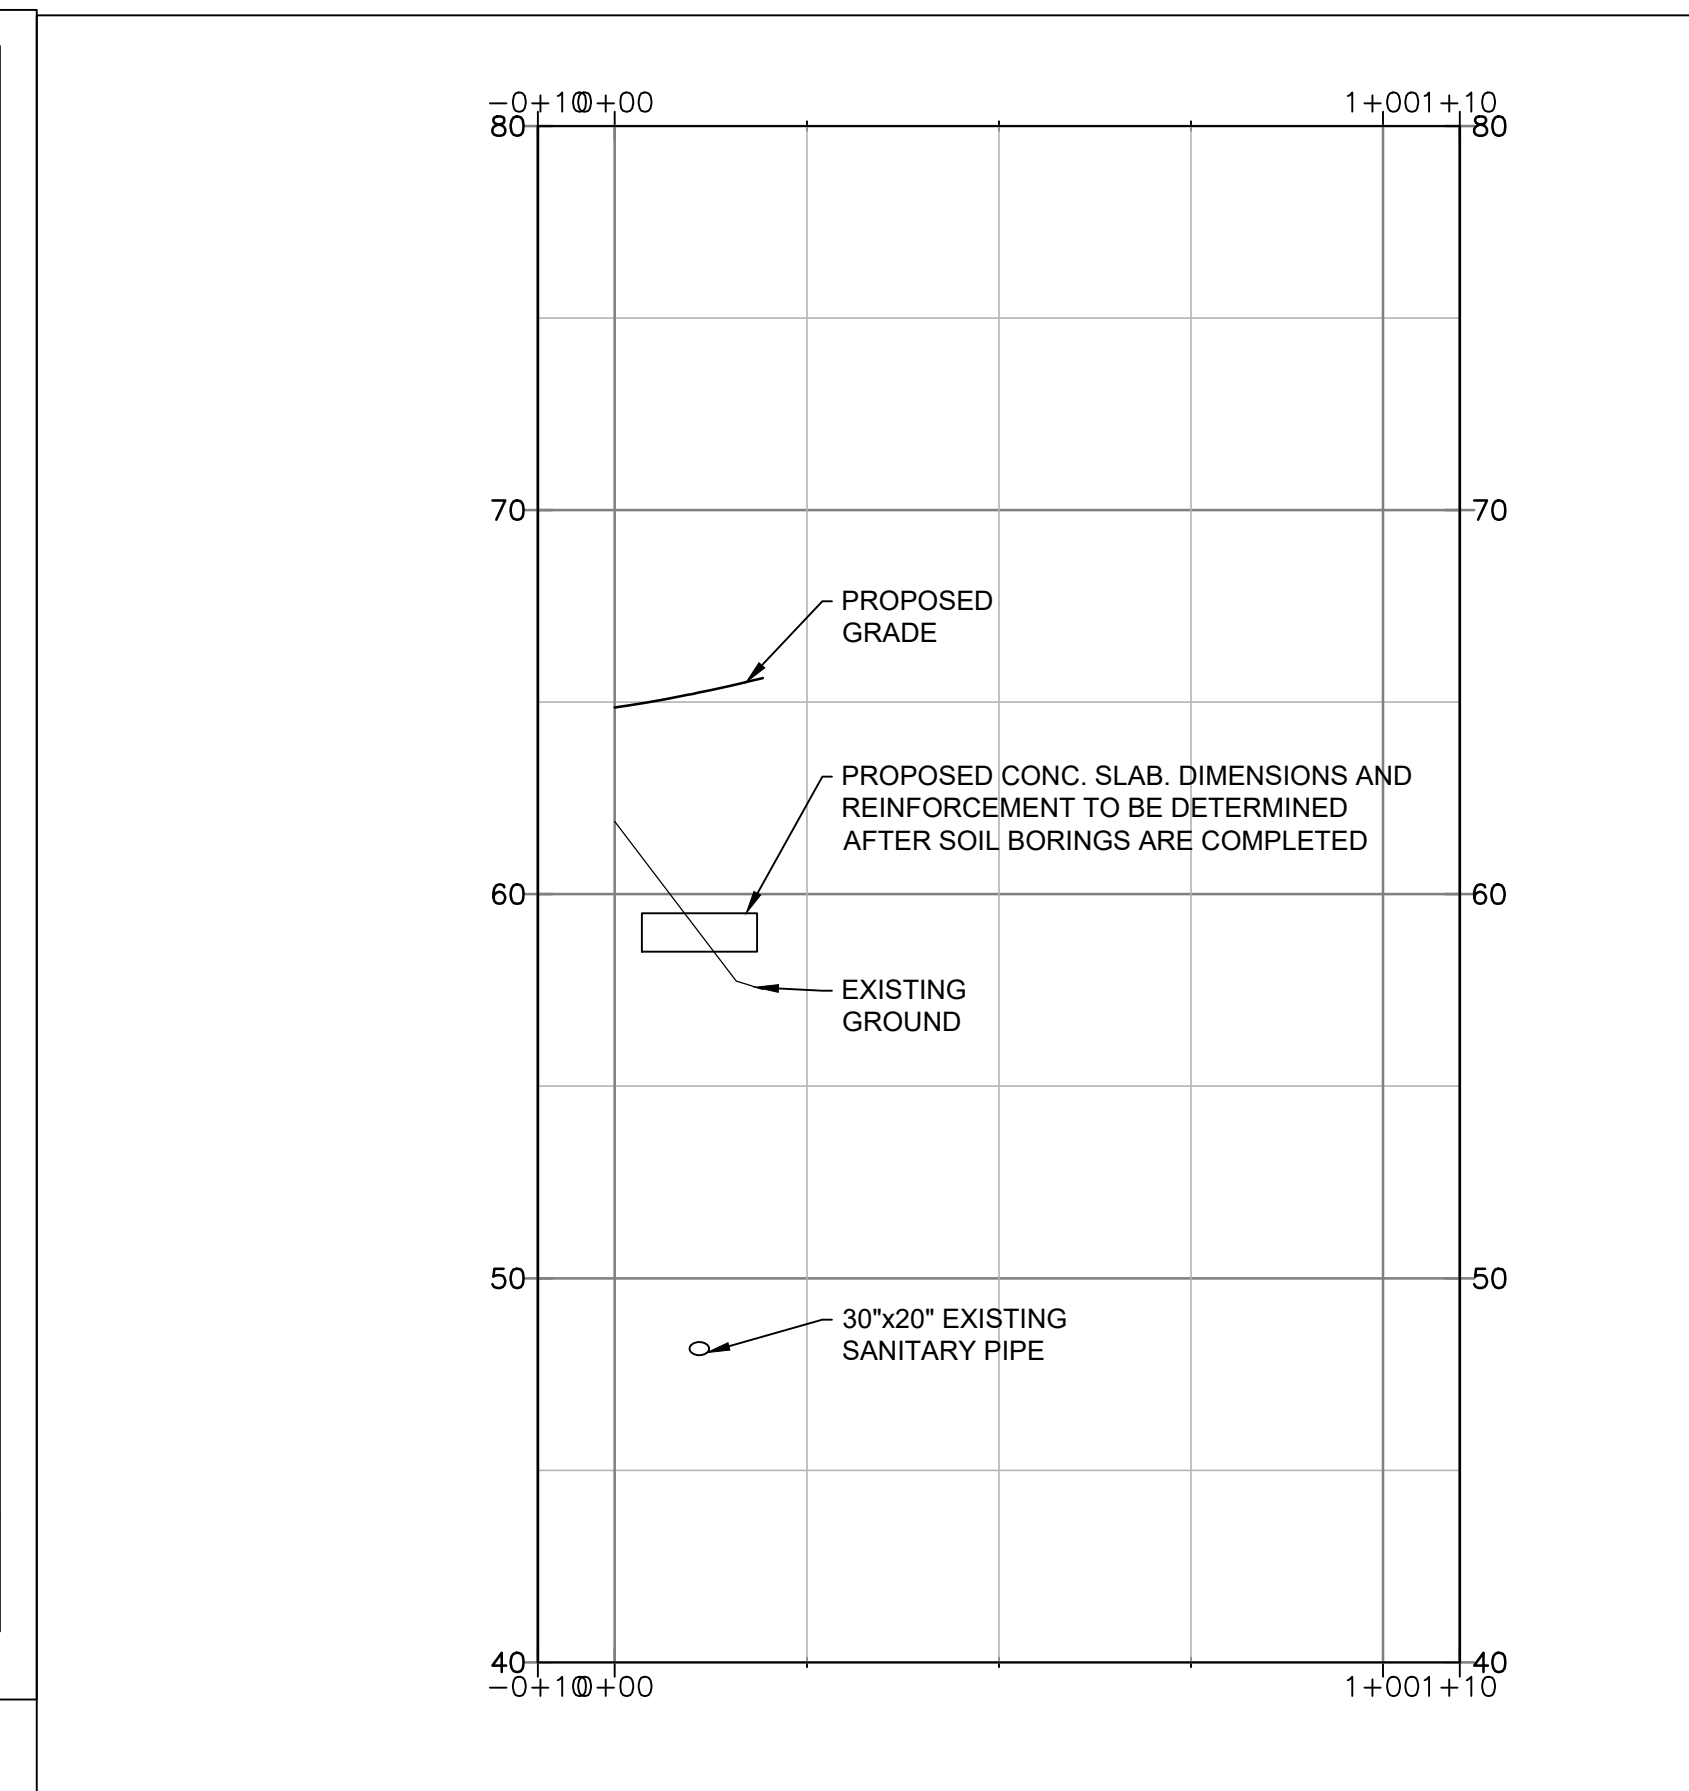 -0+10 0+00 1+00 1+10
80 80
70 70
PROPOSED
GRADE
PROPOSED CONC. SLAB. DIMENSIONS AND
REINFORCEMENT TO BE DETERMINED
AFTER SOIL BORINGS ARE COMPLETED
60 60
EXISTING
GROUND
50 50
30"x20" EXISTING
SANITARY PIPE
40 40
-0+10 0+00 1+00 1+10